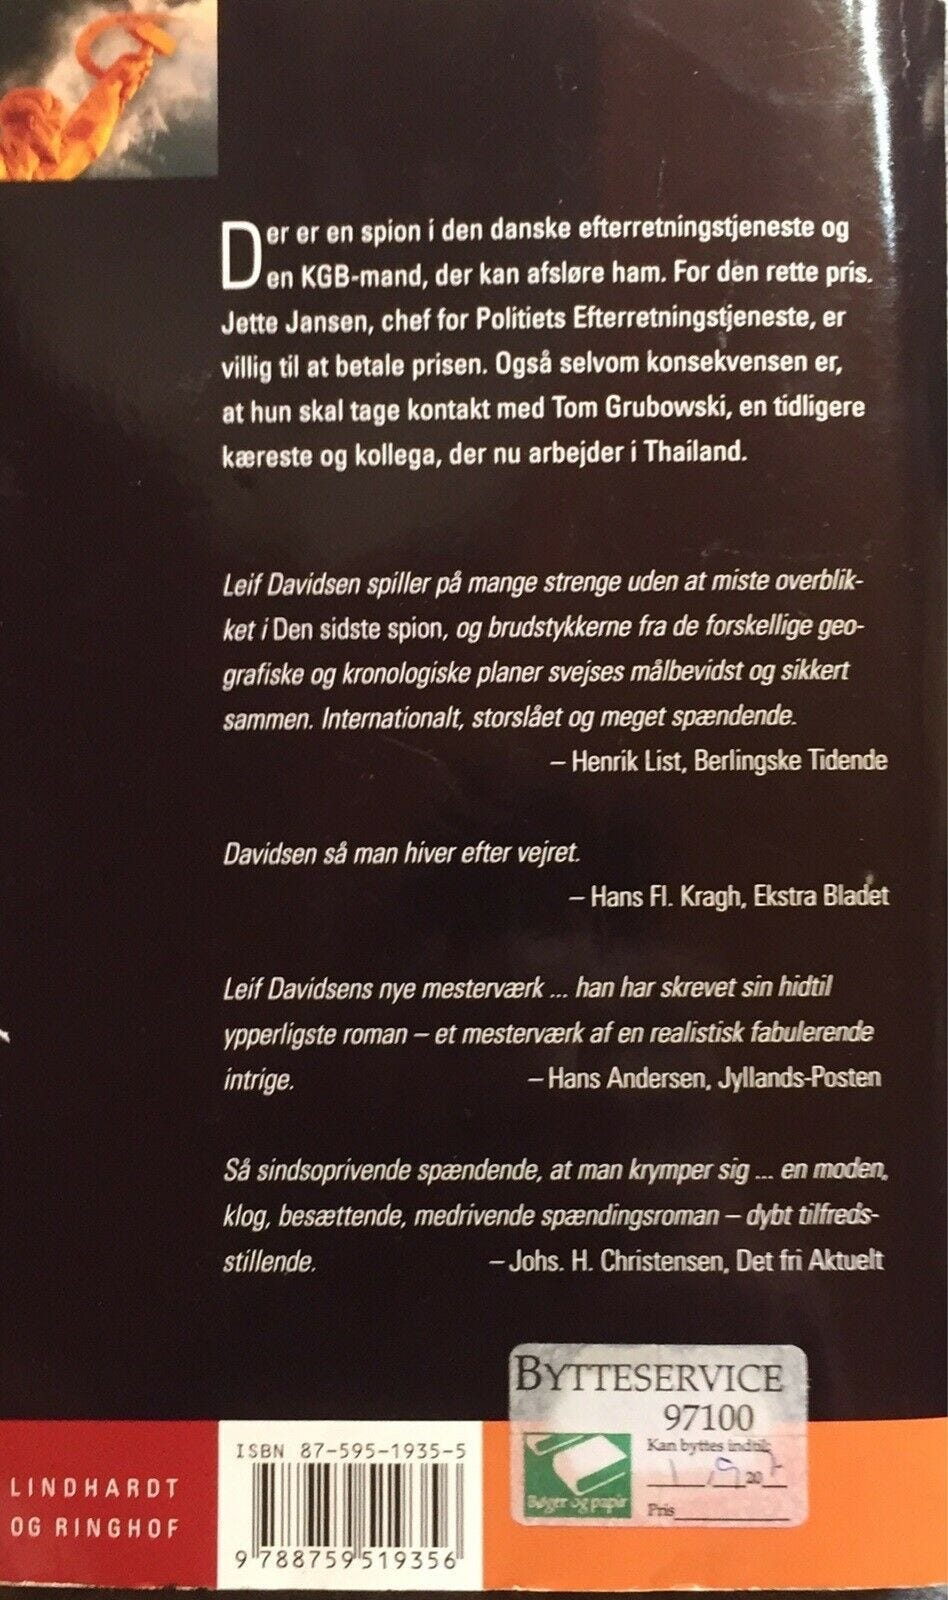 Der er en spion i den danske efterretningstjeneste og
en KGB-mand, der kan afsløre ham. For den rette pris.
Jette Jansen, chef for Politiets Efterretningstjeneste, er
villig til at betale prisen. Også selvom konsekvensen er,
at hun skal tage kontakt med Tom Grubowski, en tidligere
kæreste og kollega, der nu arbejder i Thailand.
Leif Davidsen spiller på mange strenge uden at miste overblik-
ket i Den sidste spion, og brudstykkerne fra de forskellige geo-
grafiske og kronologiske planer svejses målbevidst og sikkert
sammen. Internationalt, storslået og meget spændende.
– Henrik List, Berlingske Tidende
Davidsen så man hiver efter vejret.
– Hans Fl. Kragh, Ekstra Bladet
Leif Davidsens nye mesterværk ... han har skrevet sin hidtil
ypperligste roman – et mesterværk af en realistisk fabulerende
intrige. – Hans Andersen, Jyllands-Posten
Så sindsoprivende spændende, at man krymper sig ... en moden,
klog, besættende, medrivende spændingsroman – dybt tilfreds-
stillende. – Johs. H. Christensen, Det fri Aktuelt
BYTTESERVICE
97100
Kan byttes indtil:
1 9 20
Pris
Bøger og papir
ISBN 87-595-1935-5
9 788759 519356
LINDHARDT
OG RINGHOF